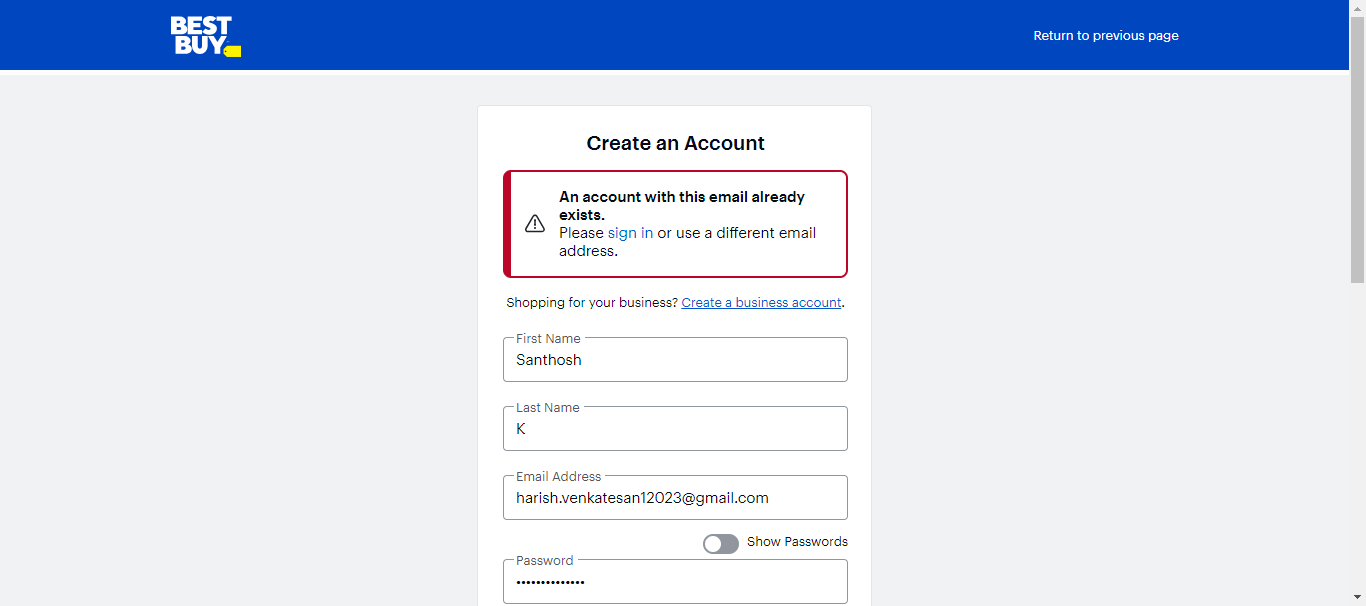 BEST
BUY
Return to previous page
Create an Account
An account with this email already
exists.
Please sign in or use a different email
address.
Shopping for your business? Create a business account.
First Name
Santhosh
Last Name
K
Email Address
harish.venkatesan12023@gmail.com
Show Passwords
Password
••••••••••••••